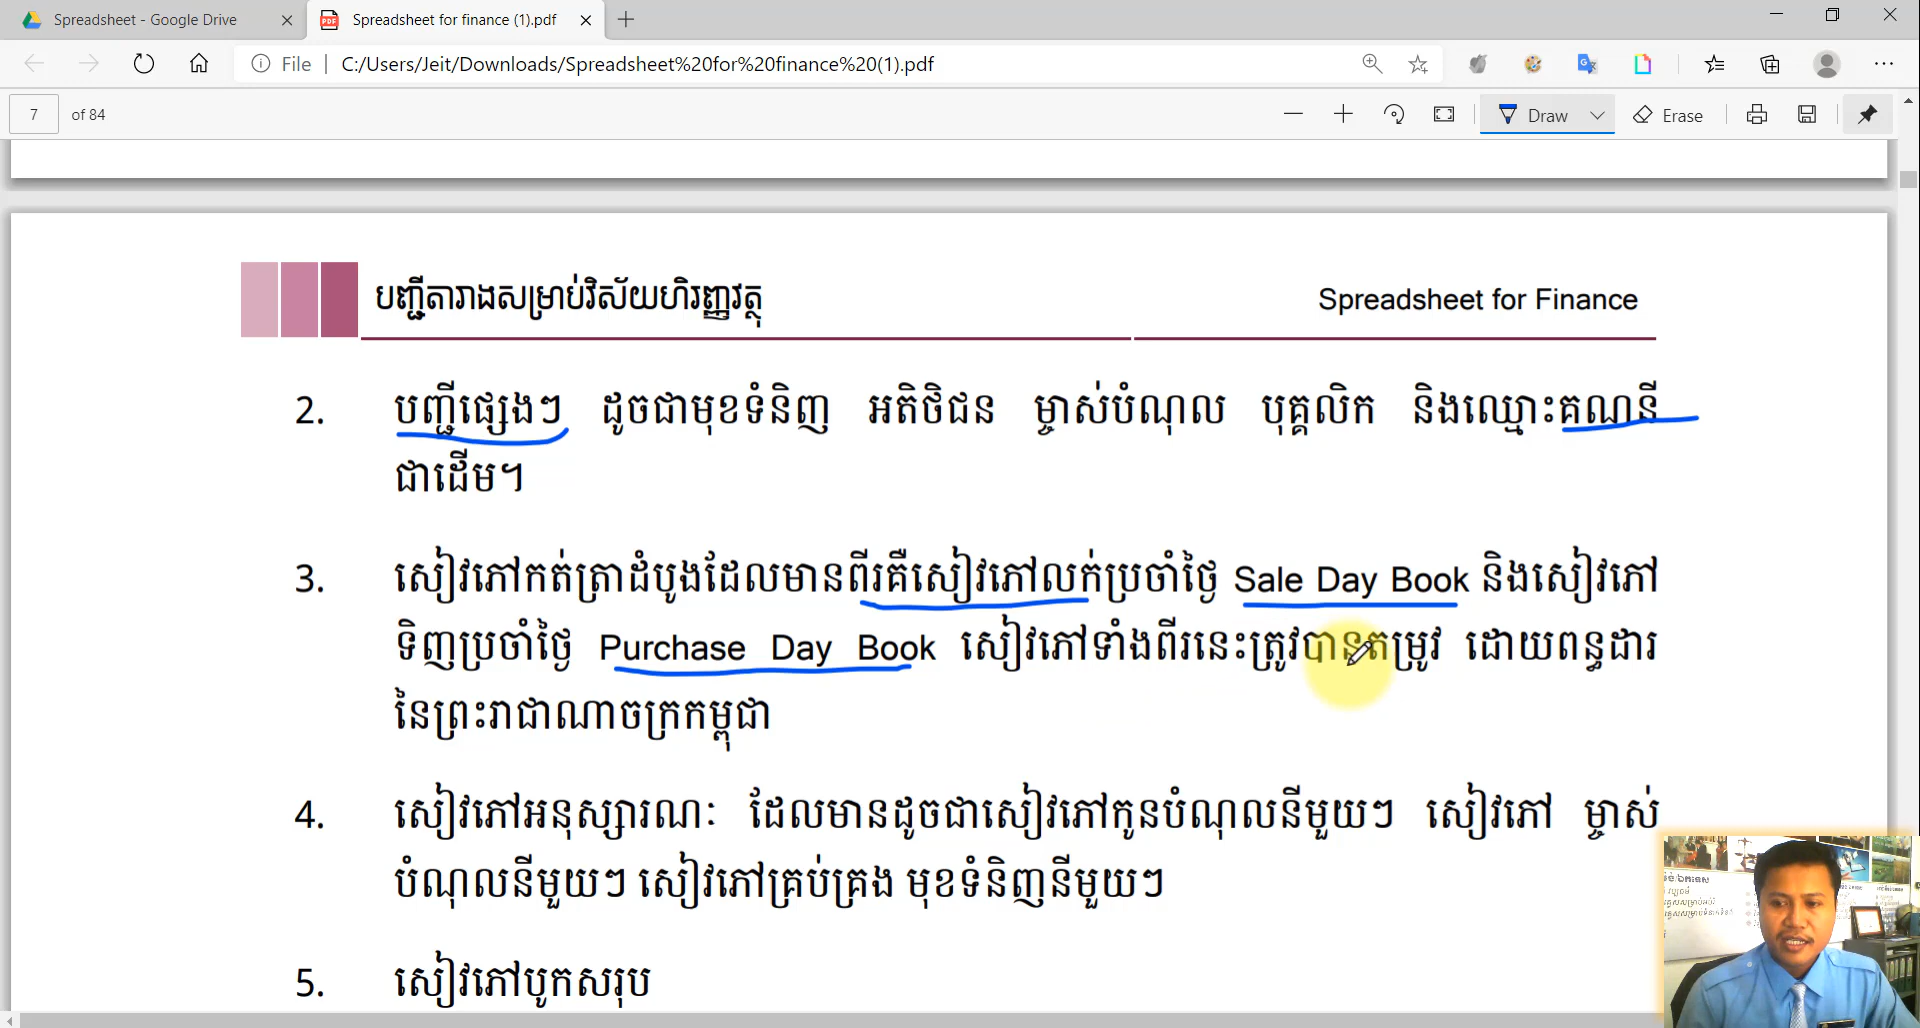 Spreadsheet - Google Drive
Spreadsheet for finance (1).pdf
File
C:/Users/Jeit/Downloads/Spreadsheet%20for%20finance%20(1).pdf
7 of 84
Draw
Erase
បញ្ជីតារាងសម្រាប់វិស័យហិរញ្ញវត្ថុ
Spreadsheet for Finance
2. បញ្ជីផ្សេងៗ ដូចជាមុខទំនិញ អតិថិជន ម្ចាស់បំណុល បុគ្គលិក និងឈ្មោះគណនី
ជាដើម។
3. សៀវភៅកត់ត្រាដំបូងដែលមានពីរគឺសៀវភៅលក់ប្រចាំថ្ងៃ Sale Day Book និងសៀវភៅ
ទិញប្រចាំថ្ងៃ Purchase Day Book សៀវភៅទាំងពីរនេះត្រូវបានតម្រូវ ដោយពន្ធដារ
នៃព្រះរាជាណាចក្រកម្ពុជា
4. សៀវភៅអនុស្សារណៈ ដែលមានដូចជាសៀវភៅកូនបំណុលនីមួយៗ សៀវភៅ ម្ចាស់
បំណុលនីមួយៗ សៀវភៅគ្រប់គ្រង មុខទំនិញនីមួយៗ
5. សៀវភៅបូកសរុប